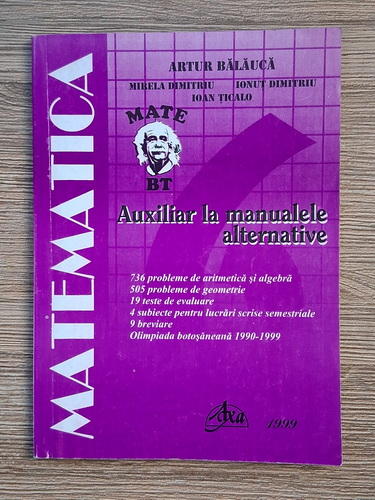 ARTUR BĂLĂUCĂ
MIRELA DIMITRIU IONUȚ DIMITRIU
IOAN ȚICALO
MATE
BT
MATEMATICA
Auxiliar la manualele
alternative
736 probleme de aritmetică și algebră
505 probleme de geometrie
19 teste de evaluare
4 subiecte pentru lucrări scrise semestriale
9 breviare
Olimpiada botoșăneană 1990-1999
Axa
1999